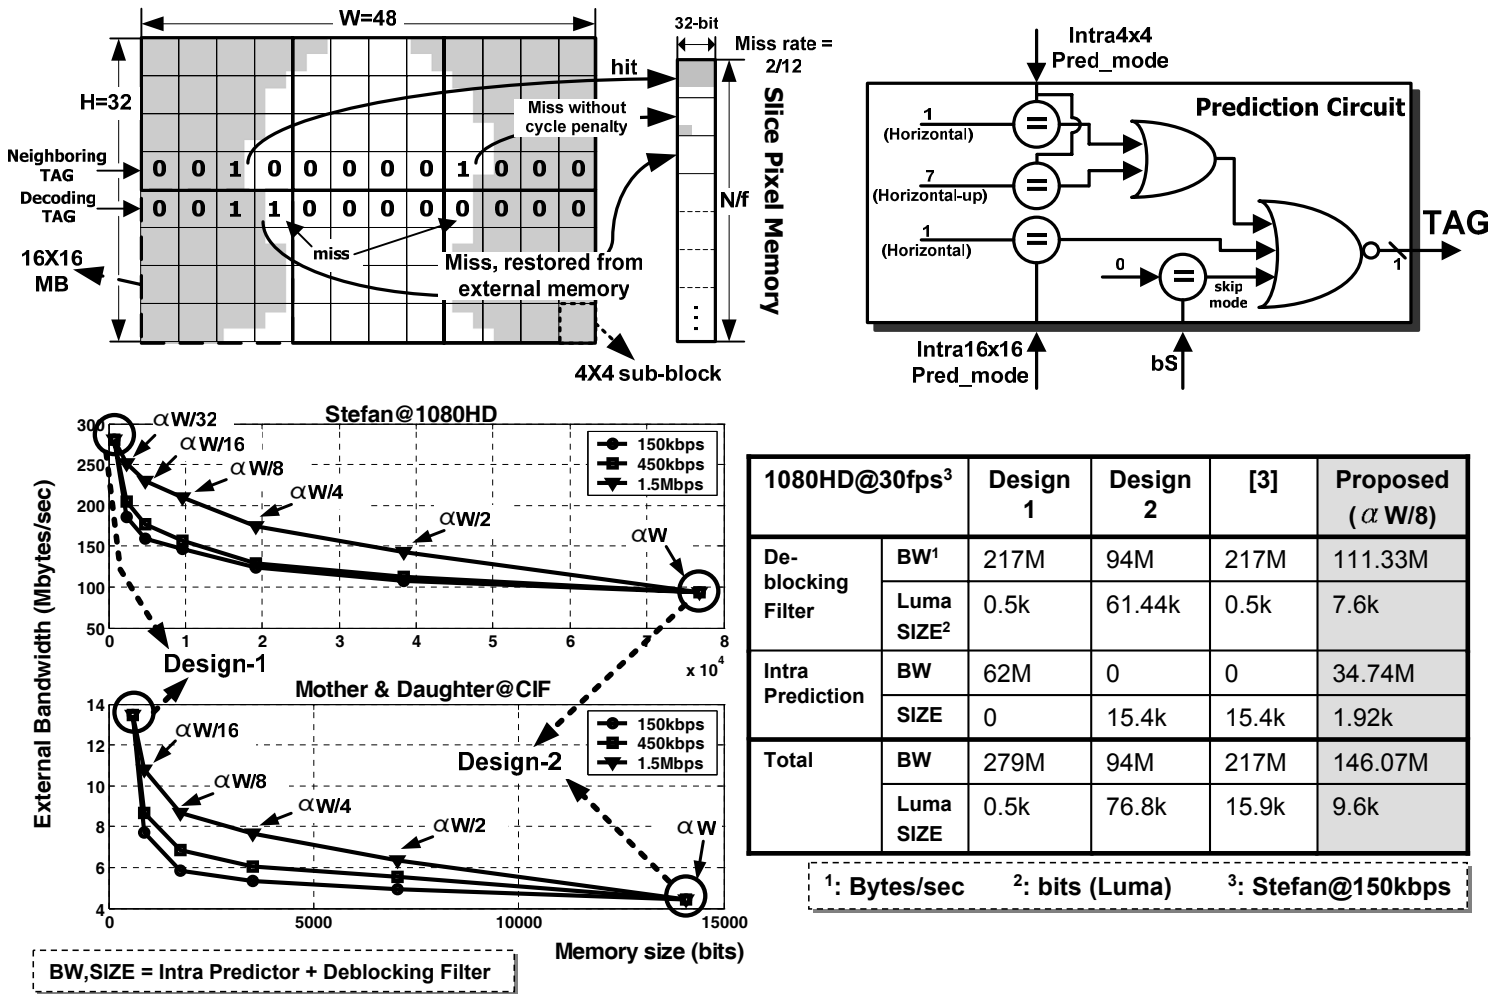 W=48
32-bit
Miss rate =
2/12
hit
H=32
Miss without
cycle penalty
Neighboring
TAG
0 0 1 0 0 0 0 0 1 0 0 0
Decoding
TAG
0 0 1 1 0 0 0 0 0 0 0 0
miss
16X16
MB
Miss, restored from
external memory
N/f
Slice Pixel Memory
4X4 sub-block
Intra4x4
Pred_mode
Prediction Circuit
1
(Horizontal)
=
7
(Horizontal-up)
=
1
(Horizontal)
=
0
=
skip
mode
TAG
1
Intra16x16
Pred_mode
bS
Stefan@1080HD
300
250
200
150
100
50
0 1 2 3 4 5 6 7 8
x 10^4
αW/32
αW/16
αW/8
αW/4
αW/2
αW
150kbps
450kbps
1.5Mbps
External Bandwidth (Mbytes/sec)
Design-1
Mother & Daughter@CIF
14
12
10
8
6
4
0 5000 10000 15000
αW/16
αW/8
αW/4
αW/2
αW
150kbps
450kbps
1.5Mbps
Design-2
Memory size (bits)
BW,SIZE = Intra Predictor + Deblocking Filter
1080HD@30fps³ Design 1 Design 2 [3] Proposed (α W/8)
De-blocking Filter BW¹ 217M 94M 217M 111.33M
Luma SIZE² 0.5k 61.44k 0.5k 7.6k
Intra Prediction BW 62M 0 0 34.74M
SIZE 0 15.4k 15.4k 1.92k
Total BW 279M 94M 217M 146.07M
Luma SIZE 0.5k 76.8k 15.9k 9.6k
¹: Bytes/sec ²: bits (Luma) ³: Stefan@150kbps